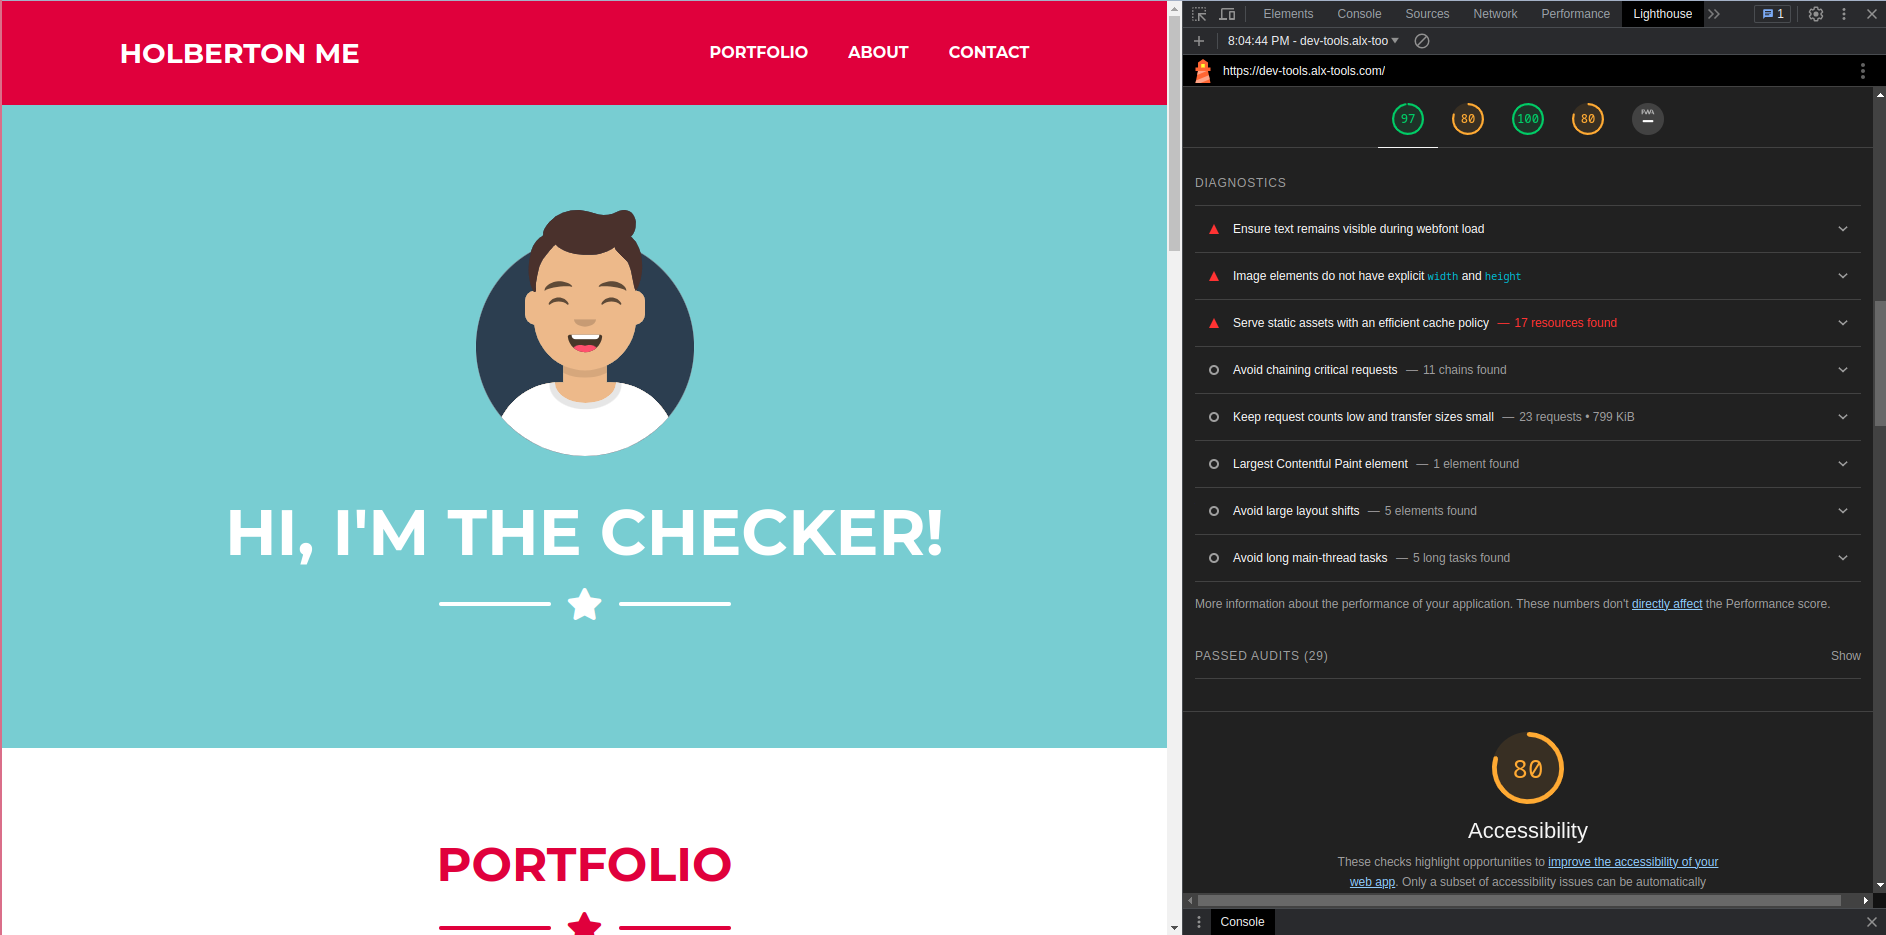 HOLBERTON ME
PORTFOLIO ABOUT CONTACT
HI, I'M THE CHECKER!
PORTFOLIO
Elements Console Sources Network Performance Lighthouse 1
8:04:44 PM - dev-tools.alx-too
https://dev-tools.alx-tools.com/
97 80 100 80 PWA
DIAGNOSTICS
Ensure text remains visible during webfont load
Image elements do not have explicit width and height
Serve static assets with an efficient cache policy — 17 resources found
Avoid chaining critical requests — 11 chains found
Keep request counts low and transfer sizes small — 23 requests • 799 KiB
Largest Contentful Paint element — 1 element found
Avoid large layout shifts — 5 elements found
Avoid long main-thread tasks — 5 long tasks found
More information about the performance of your application. These numbers don't directly affect the Performance score.
PASSED AUDITS (29) Show
80
Accessibility
These checks highlight opportunities to improve the accessibility of your
web app. Only a subset of accessibility issues can be automatically
Console